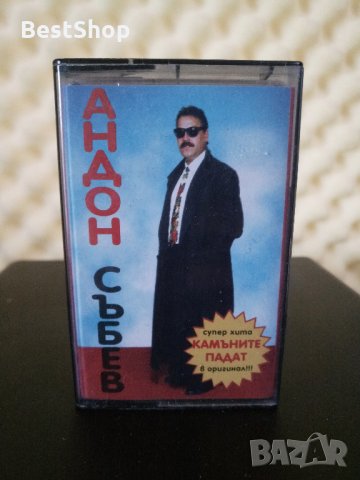 BestShop
АНДОН
СЪБЕВ
супер хита
КАМЪНИТЕ
ПАДАТ
в оригинал!!!
BAZAR